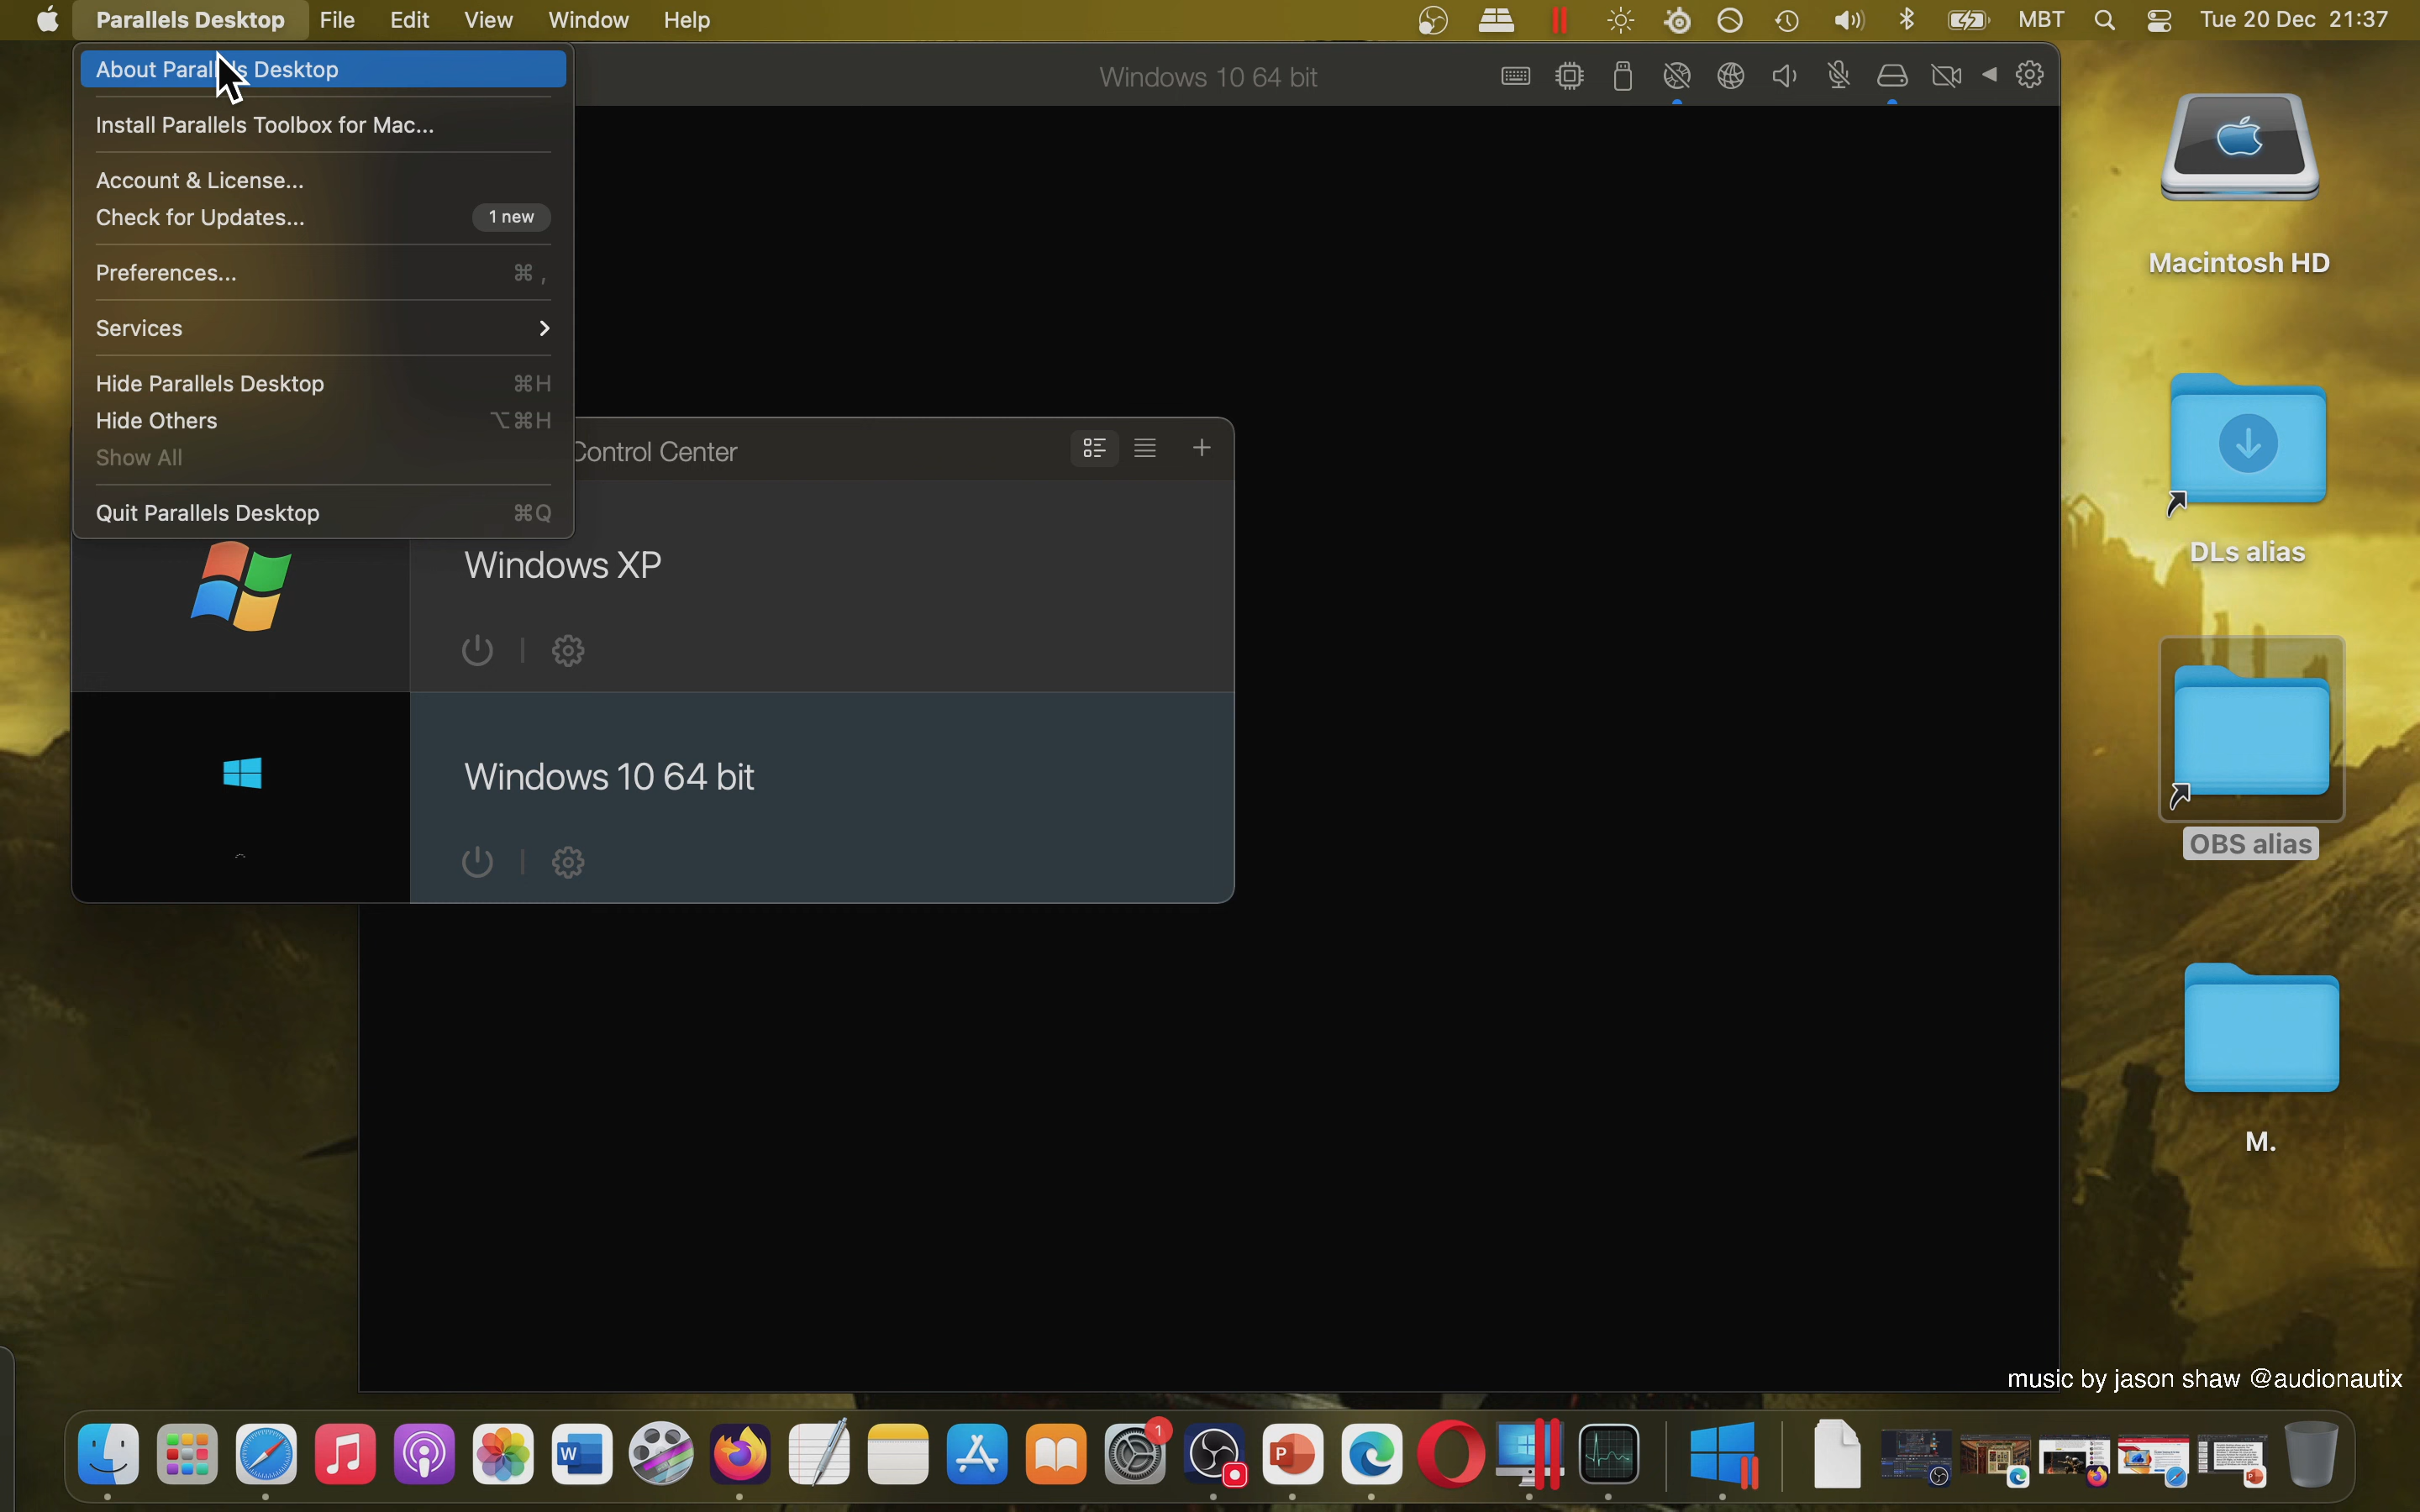 Parallels Desktop File Edit View Window Help MBT Tue 20 Dec 21:37
About Parallels Desktop
Install Parallels Toolbox for Mac...
Account & License...
Check for Updates... 1 new
Preferences... ⌘ ,
Services
Hide Parallels Desktop ⌘H
Hide Others ⌥⌘H
Show All
Quit Parallels Desktop ⌘Q
Windows 10 64 bit
Control Center
Windows XP
Windows 10 64 bit
Macintosh HD
DLs alias
OBS alias
M.
music by jason shaw @audionautix
W
1
P